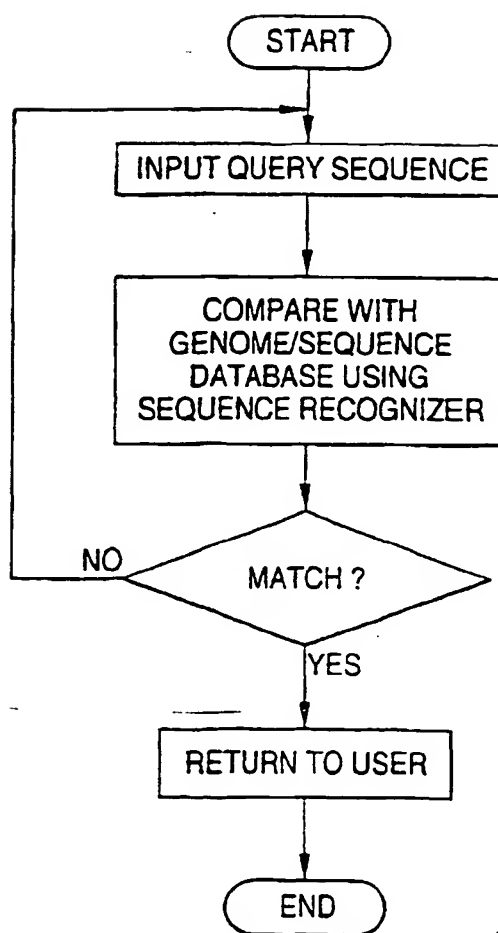 START
INPUT QUERY SEQUENCE
COMPARE WITH
GENOME/SEQUENCE
DATABASE USING
SEQUENCE RECOGNIZER
MATCH ?
NO
YES
RETURN TO USER
END